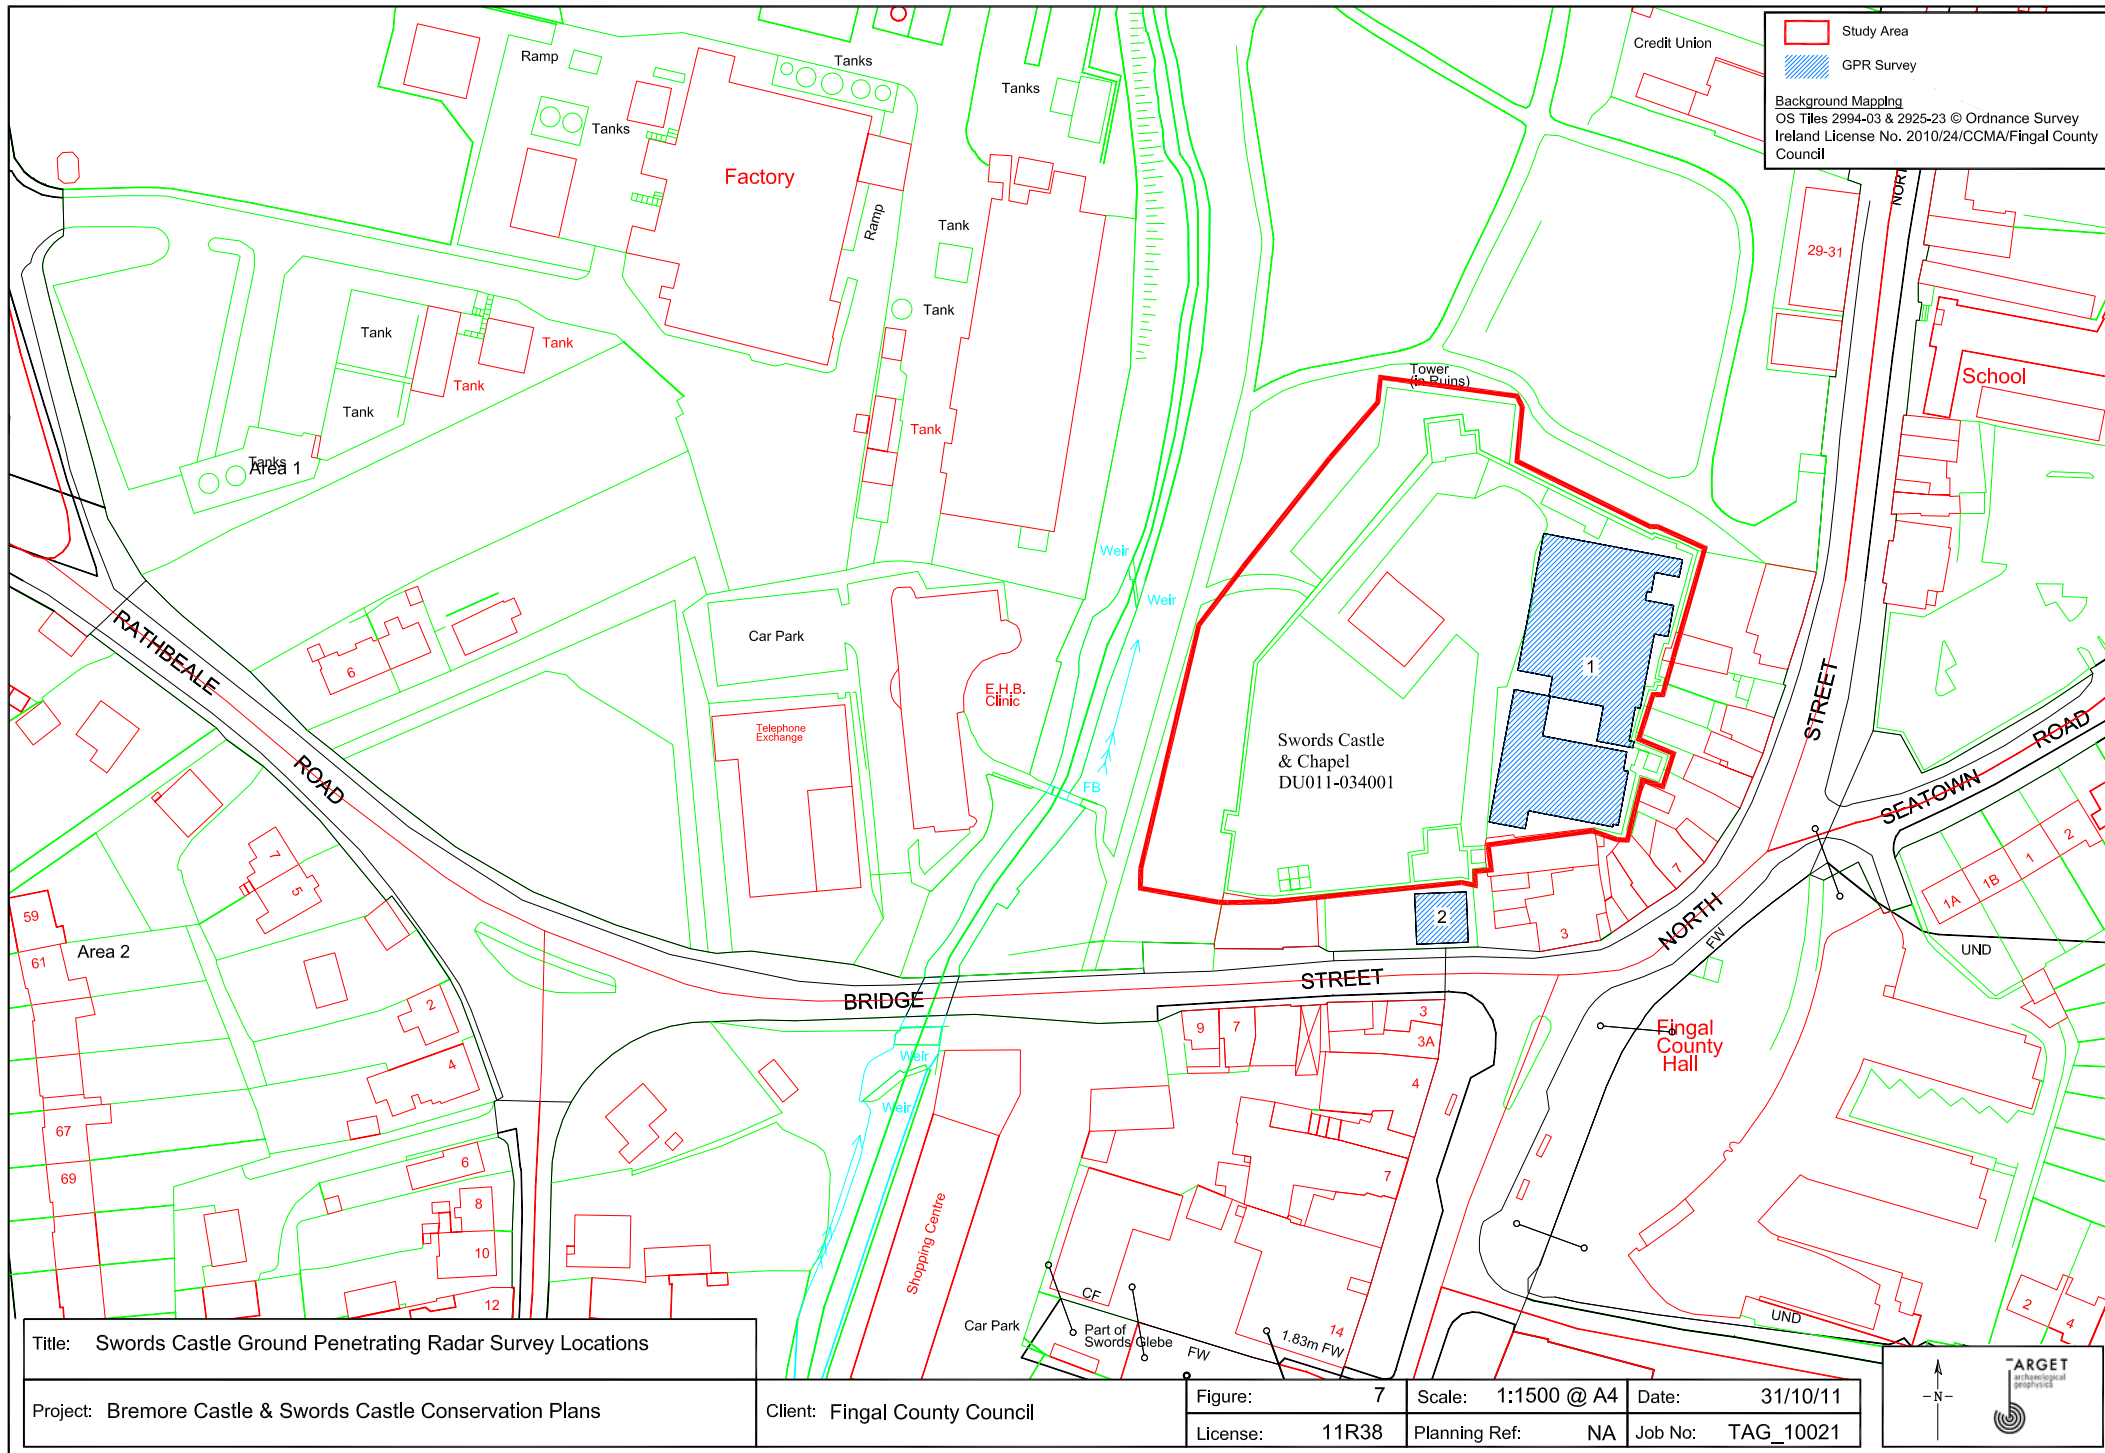 Study Area
GPR Survey
Background Mapping
OS Tiles 2994-03 & 2925-23 © Ordnance Survey
Ireland License No. 2010/24/CCMA/Fingal County
Council
Credit Union
Ramp
Tanks
Tanks
Tanks
Factory
Ramp
Tank
Tank
Tank
Tank
Tank
Tank
Tank
Tanks
Area 1
29-31
School
Tower
(in Ruins)
Weir
Weir
RATHBEALE
ROAD
6
Car Park
E.H.B.
Clinic
Telephone
Exchange
FB
Swords Castle
& Chapel
DU011-034001
1
2
STREET
SEATOWN
ROAD
NORTH
FW
7
3
1A
1B
1
2
UND
7
5
59
61
Area 2
67
69
2
4
6
8
10
12
BRIDGE
STREET
Weir
Weir
Shopping Centre
9
7
3
3A
4
7
14
Fingal
County
Hall
UND
2
4
Car Park
CF
Part of
Swords Glebe
FW
1.83m FW
Title: Swords Castle Ground Penetrating Radar Survey Locations
Project: Bremore Castle & Swords Castle Conservation Plans
Client: Fingal County Council
Figure: 7
Scale: 1:1500 @ A4
Date: 31/10/11
License: 11R38
Planning Ref: NA
Job No: TAG_10021
N
TARGET
archaeological
geophysics